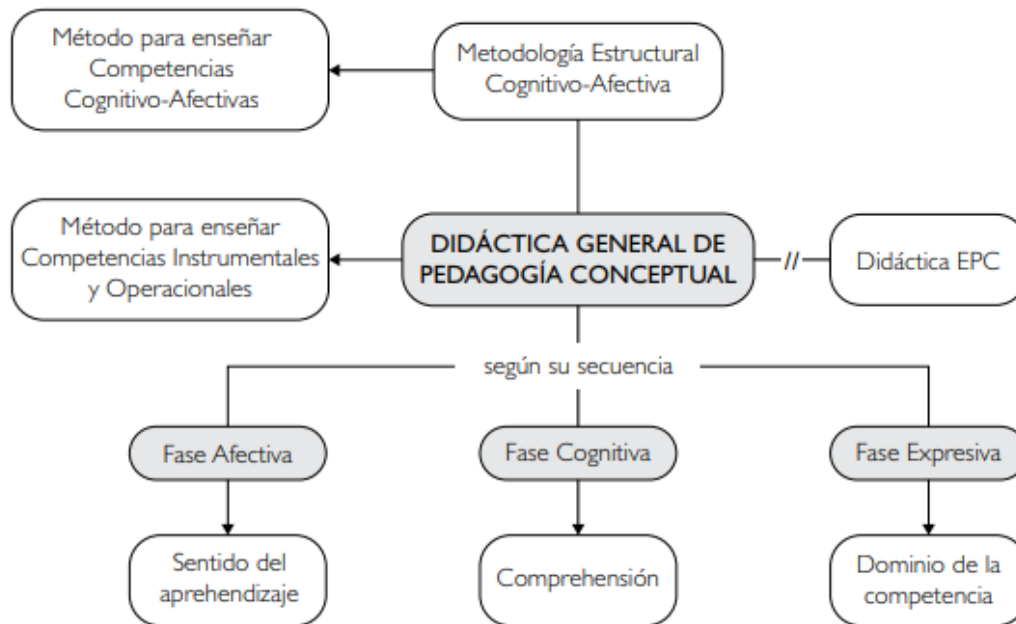 Método para enseñar
Competencias
Cognitivo-Afectivas
Metodología Estructural
Cognitivo-Afectiva
Método para enseñar
Competencias Instrumentales
y Operacionales
DIDÁCTICA GENERAL DE
PEDAGOGÍA CONCEPTUAL
//
Didáctica EPC
según su secuencia
Fase Afectiva
Fase Cognitiva
Fase Expresiva
Sentido del
aprehendizaje
Comprehensión
Dominio de la
competencia